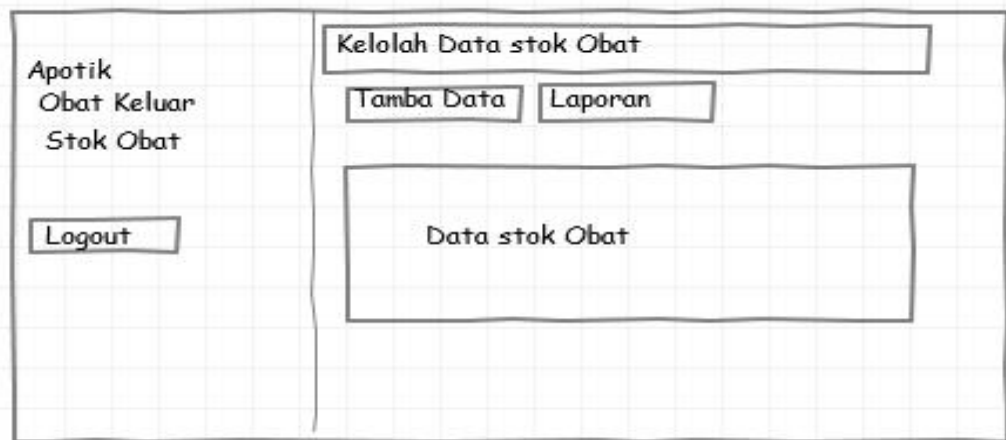 Apotik
Obat Keluar
Stok Obat
Logout
Kelolah Data stok Obat
Tamba Data
Laporan
Data stok Obat